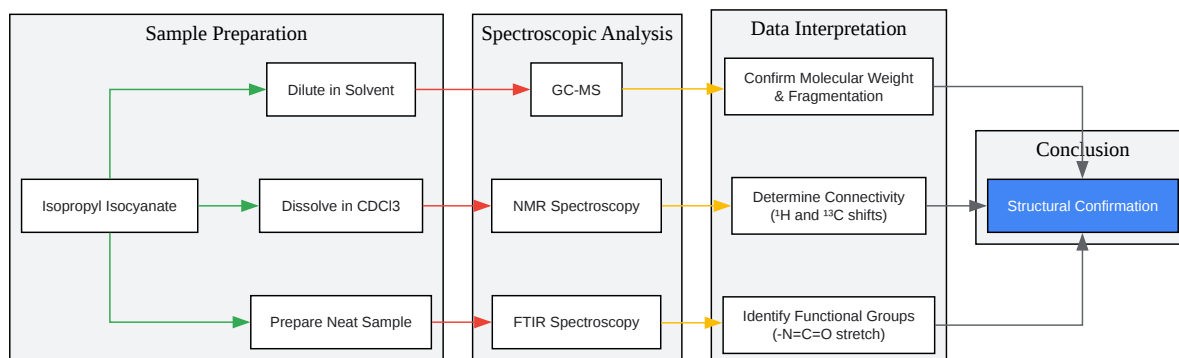 Sample Preparation
Spectroscopic Analysis
Data Interpretation
Conclusion
Dilute in Solvent
GC-MS
Confirm Molecular Weight
& Fragmentation
Isopropyl Isocyanate
Dissolve in CDCl3
NMR Spectroscopy
Determine Connectivity
(¹H and ¹³C shifts)
Structural Confirmation
Prepare Neat Sample
FTIR Spectroscopy
Identify Functional Groups
(-N=C=O stretch)